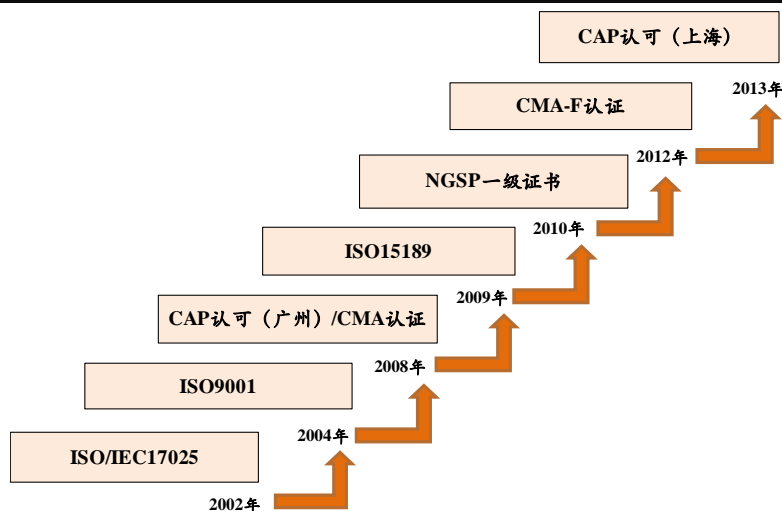 CAP认可（上海）
2013年
CMA-F认证
2012年
NGSP一级证书
2010年
ISO15189
2009年
CAP认可（广州）/CMA认证
2008年
ISO9001
2004年
ISO/IEC17025
2002年